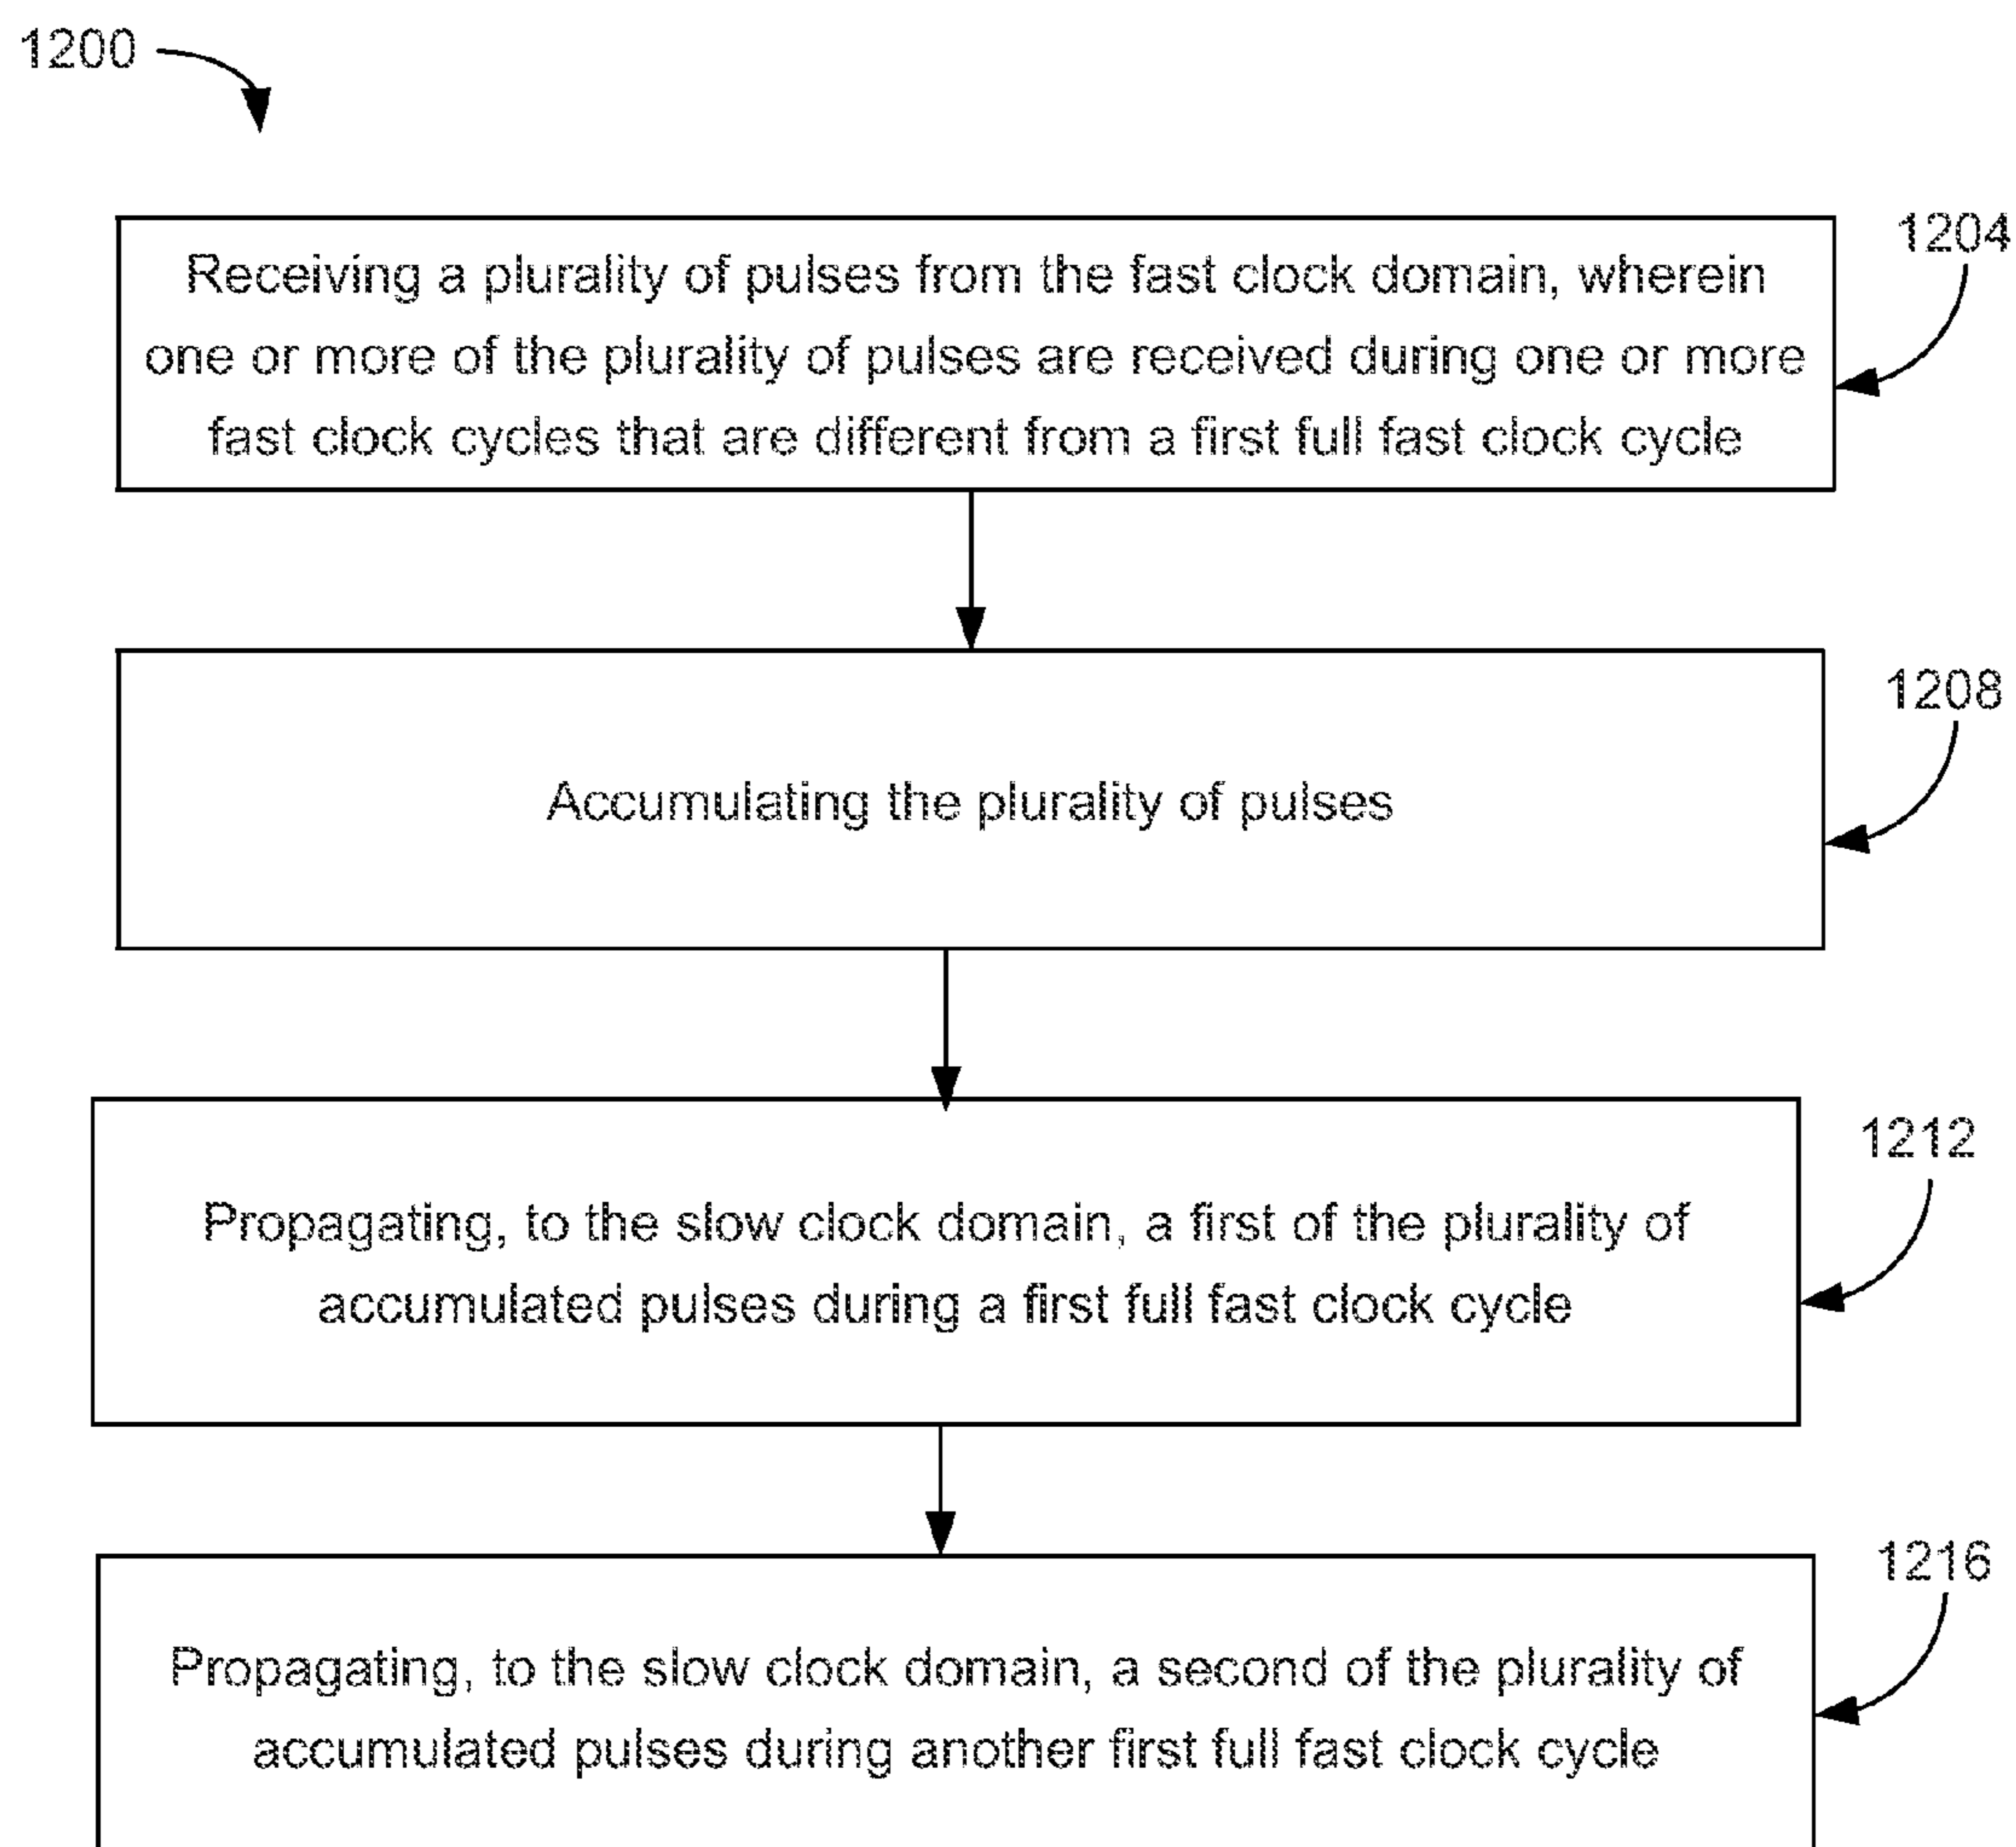 1200
1204
Receiving a plurality of pulses from the fast clock domain, wherein
one or more of the plurality of pulses are received during one or more
fast clock cycles that are different from a first full fast clock cycle
1208
Accumulating the plurality of pulses
1212
Propagating, to the slow clock domain, a first of the plurality of
accumulated pulses during a first full fast clock cycle
1216
Propagating, to the slow clock domain, a second of the plurality of
accumulated pulses during another first full fast clock cycle